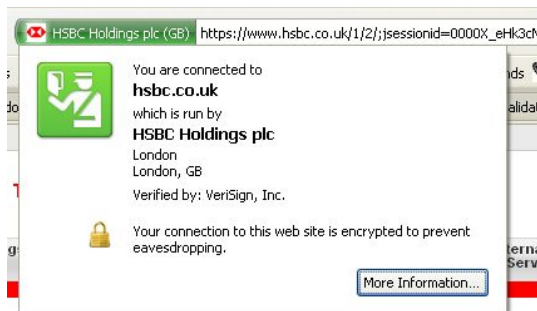 HSBC Holdings plc (GB) https://www.hsbc.co.uk/1/2/;jsessionid=0000X_eHk3cN
You are connected to
hsbc.co.uk
which is run by
HSBC Holdings plc
London
London, GB
Verified by: VeriSign, Inc.
Your connection to this web site is encrypted to prevent
eavesdropping.
More Information...